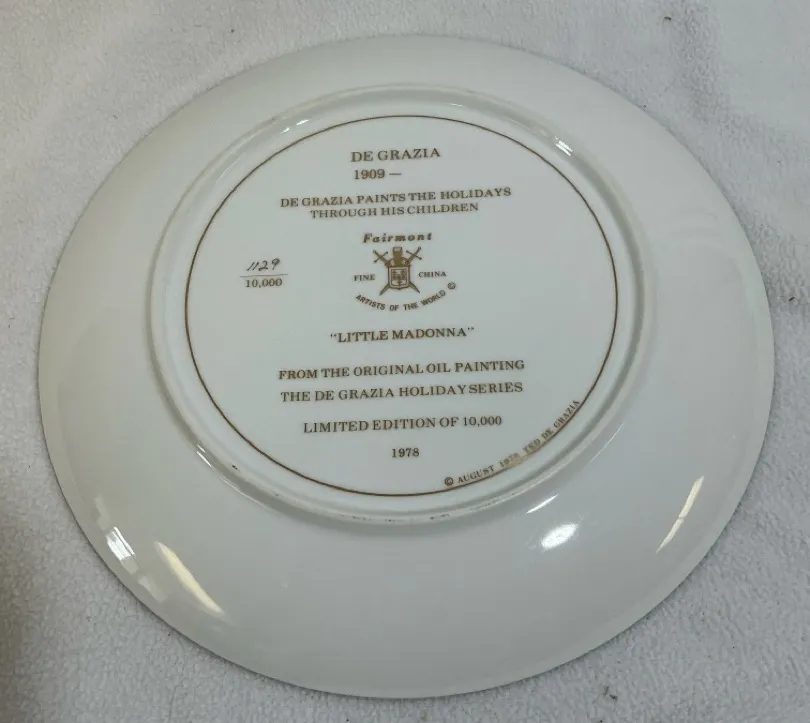 DE GRAZIA
1909 —
DE GRAZIA PAINTS THE HOLIDAYS
THROUGH HIS CHILDREN
Fairmont
FINE CHINA
ARTISTS OF THE WORLD ©
1129
10,000
"LITTLE MADONNA"
FROM THE ORIGINAL OIL PAINTING
THE DE GRAZIA HOLIDAY SERIES
LIMITED EDITION OF 10,000
1978
© AUGUST 1978 TED DE GRAZIA